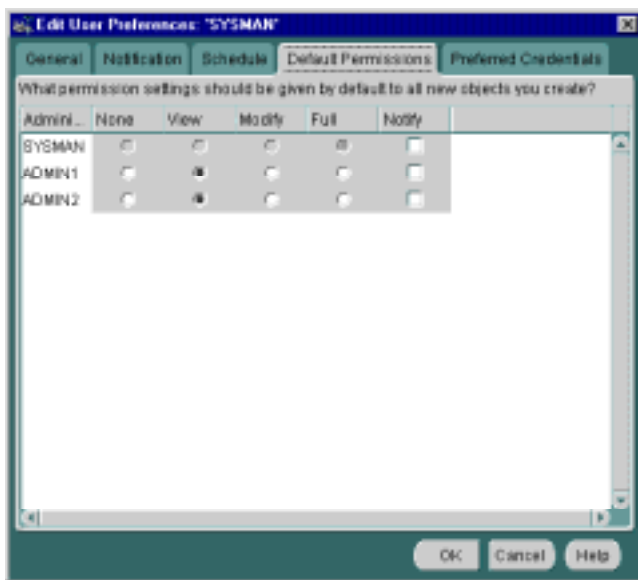 Edit User Preferences: "SYSMAN"
General Notification Schedule Default Permissions Preferred Credentials
What permission settings should be given by default to all new objects you create?
Admini... None View Modify Full Notify
SYSMAN
ADMIN1
ADMIN2
OK Cancel Help